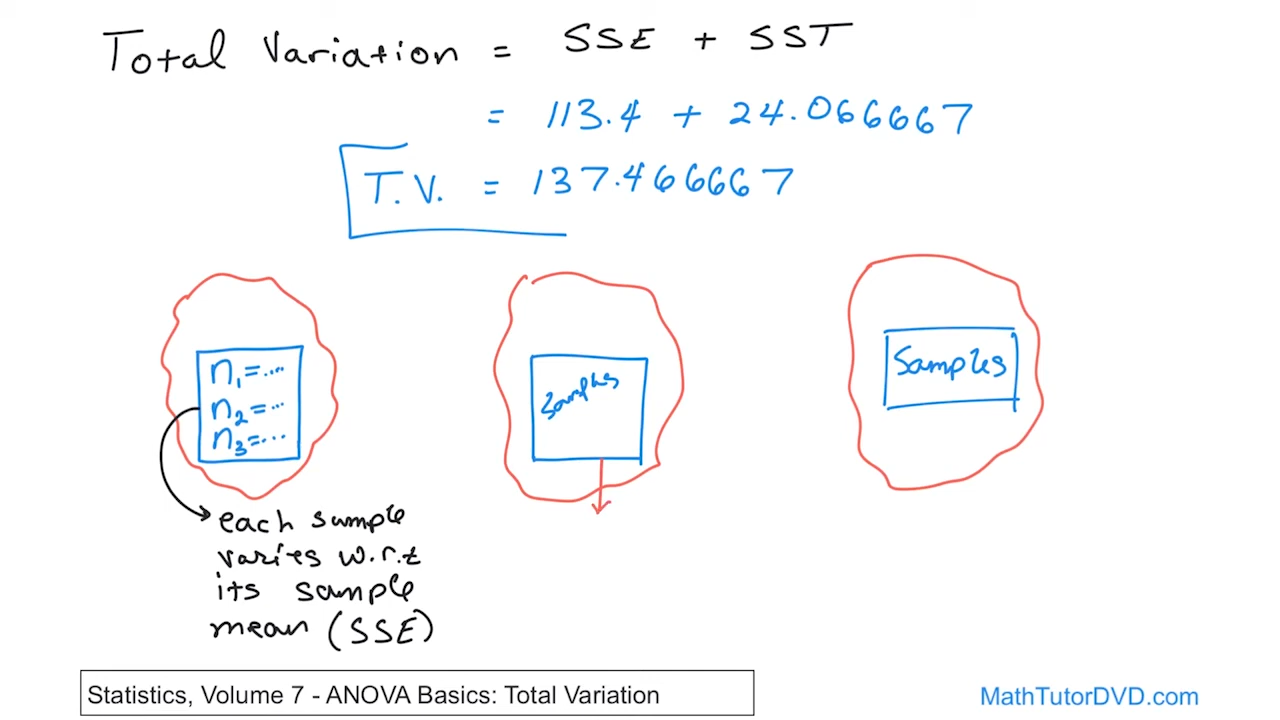 Total Variation = SSE + SST
= 113.4 + 24.066667
T.V. = 137.466667
n₁=...
n₂=...
n₃=...
Samples
Samples
each sample
varies w.r.t
its sample
mean (SSE)
Statistics, Volume 7 - ANOVA Basics: Total Variation
MathTutorDVD.com